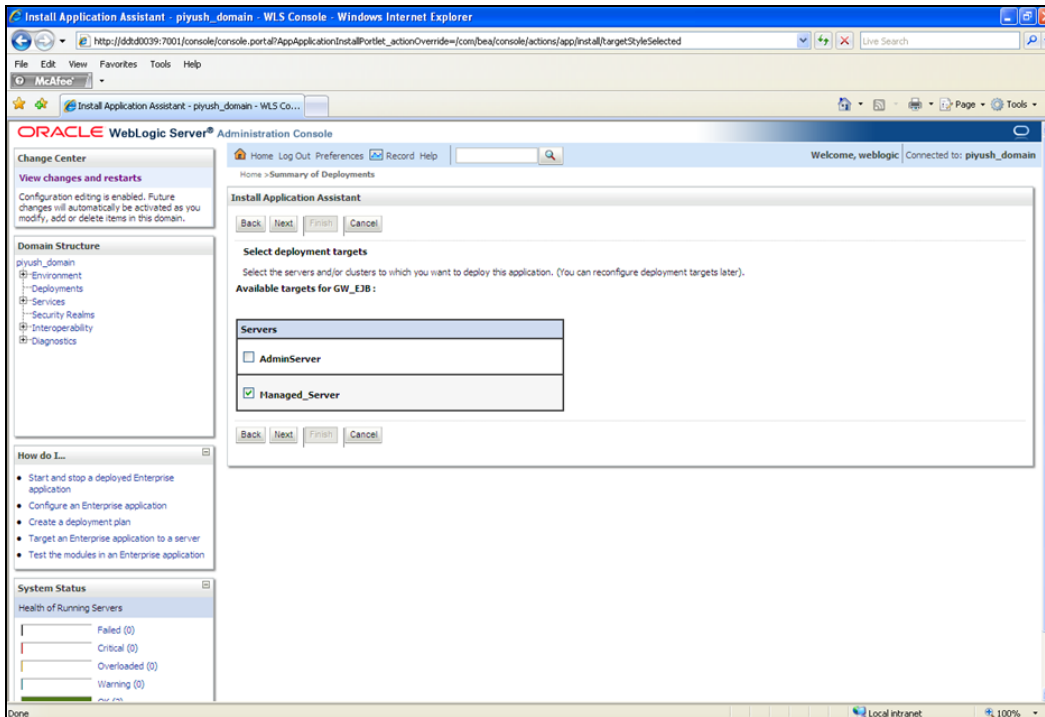 Install Application Assistant - piyush_domain - WLS Console - Windows Internet Explorer
http://ddtd0039:7001/console/console.portal?AppApplicationInstallPortlet_actionOverride=/com/bea/console/actions/app/install/targetStyleSelected
Live Search
File Edit View Favorites Tools Help
McAfee
Install Application Assistant - piyush_domain - WLS Co...
Page Tools
ORACLE WebLogic Server® Administration Console
Change Center
View changes and restarts
Configuration editing is enabled. Future
changes will automatically be activated as you
modify, add or delete items in this domain.
Domain Structure
piyush_domain
Environment
Deployments
Services
Security Realms
Interoperability
Diagnostics
How do I...
Start and stop a deployed Enterprise
application
Configure an Enterprise application
Create a deployment plan
Target an Enterprise application to a server
Test the modules in an Enterprise application
System Status
Health of Running Servers
Failed (0)
Critical (0)
Overloaded (0)
Warning (0)
Home Log Out Preferences Record Help
Welcome, weblogic Connected to: piyush_domain
Home >Summary of Deployments
Install Application Assistant
Back Next Finish Cancel
Select deployment targets
Select the servers and/or clusters to which you want to deploy this application. (You can reconfigure deployment targets later).
Available targets for GW_EJB :
Servers
AdminServer
Managed_Server
Back Next Finish Cancel
Done
Local intranet
100%